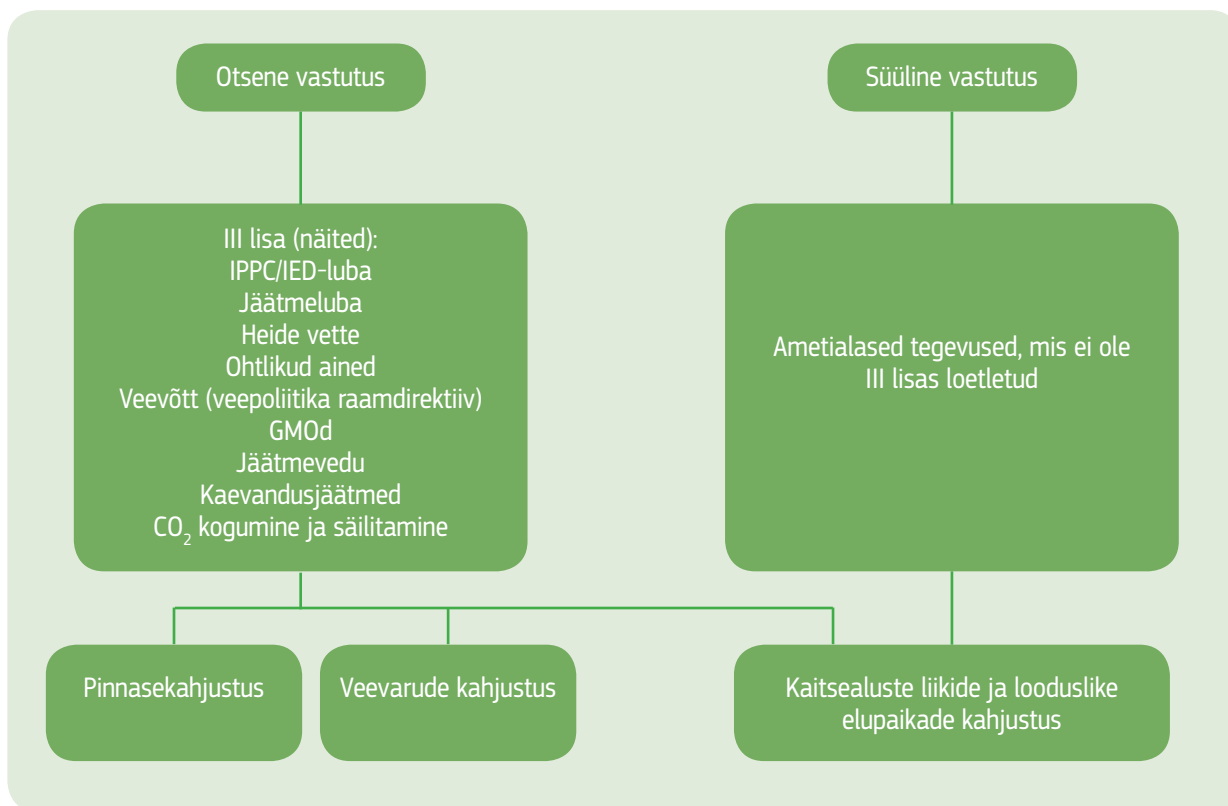 Otsene vastutus
Süüline vastutus
III lisa (näited):
IPPC/IED-luba
Jäätmeluba
Heide vette
Ohtlikud ained
Veevõtt (veepoliitika raamdirektiiv)
GMOd
Jäätmevedu
Kaevandusjäätmed
CO₂ kogumine ja säilitamine
Ametialased tegevused, mis ei ole
III lisas loetletud
Pinnasekahjustus
Veevarude kahjustus
Kaitsealuste liikide ja looduslike
elupaikade kahjustus